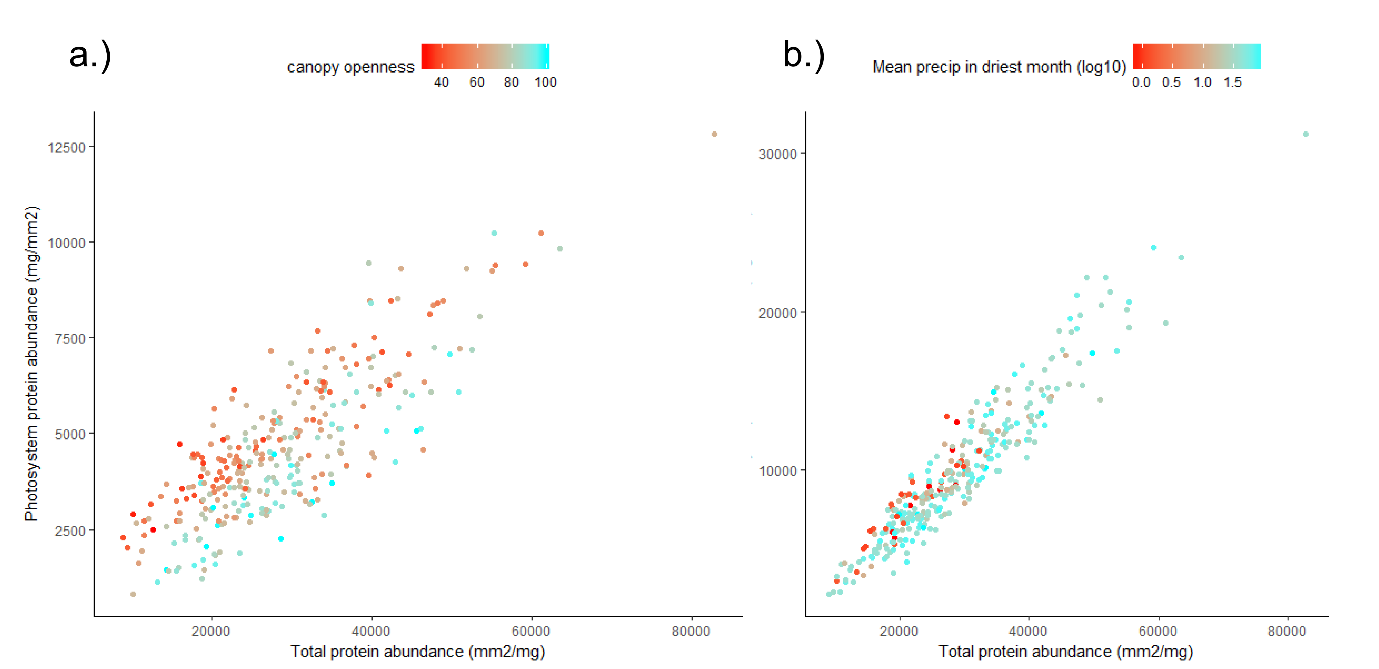 a.)
canopy openness
40 60 80 100
12500
10000
7500
5000
2500
Photosystem protein abundance (mg/mm2)
20000 40000 60000 80000
Total protein abundance (mm2/mg)
b.)
Mean precip in driest month (log10)
0.0 0.5 1.0 1.5
30000
20000
10000
20000 40000 60000 80000
Total protein abundance (mm2/mg)